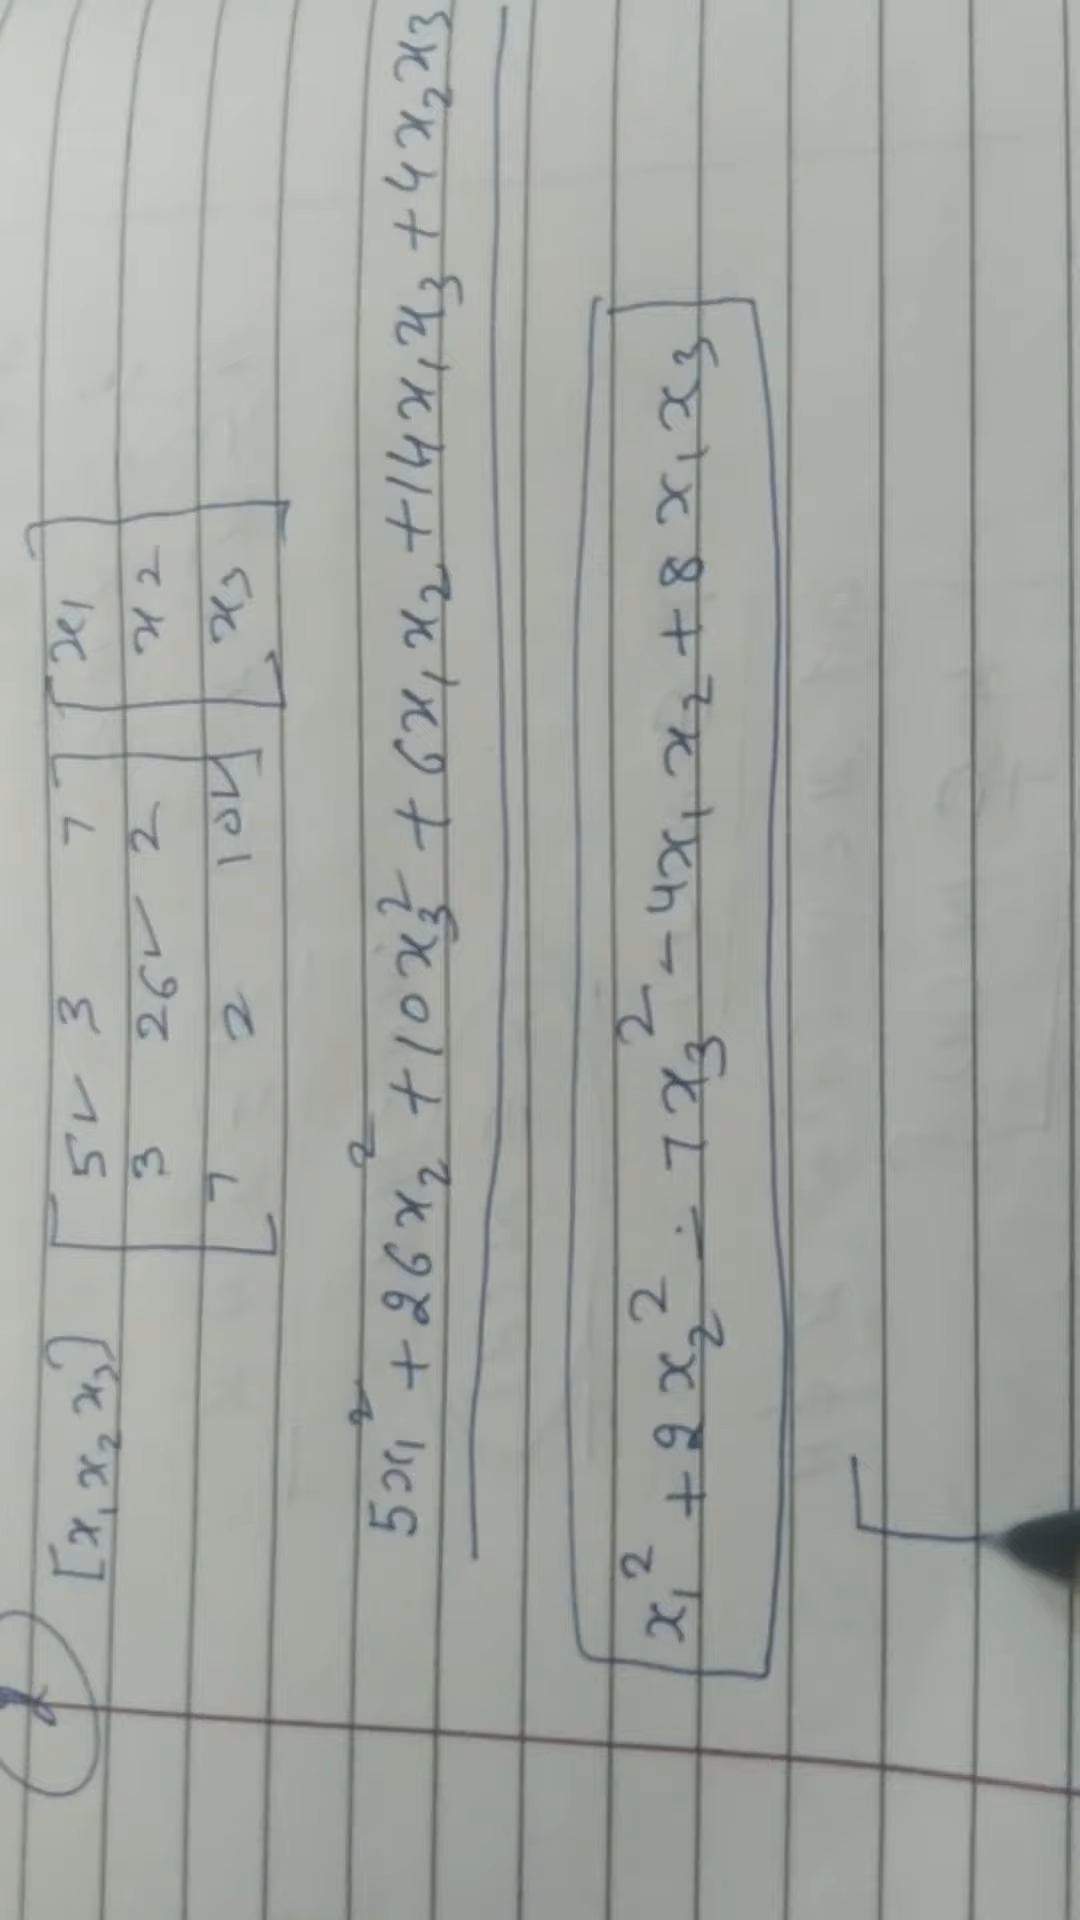 [x₁ x₂ x₃] [5✓ 3 7] [x₁]
3 26✓ 2 x₂
7 2 10✓ x₃
5x₁² + 26x₂² + 10x₃² + 6x₁x₂ + 14x₁x₃ + 4x₂x₃
x₁² + 2x₂² - 7x₃² - 4x₁x₂ + 8x₁x₃